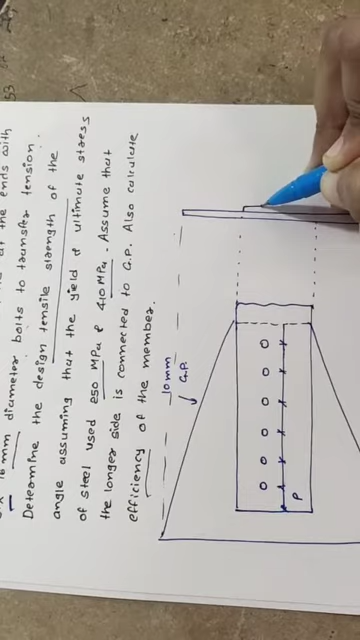 at the ends with
16 mm diameter bolts to transfer tension.
Determine the design tensile strength of the
angle assuming that the yield & ultimate stress
of steel used 250 MPa & 410 MPa. Assume that
the longer side is connected to G.P. Also calculate
efficiency of the member.
10 mm
G.P.
P